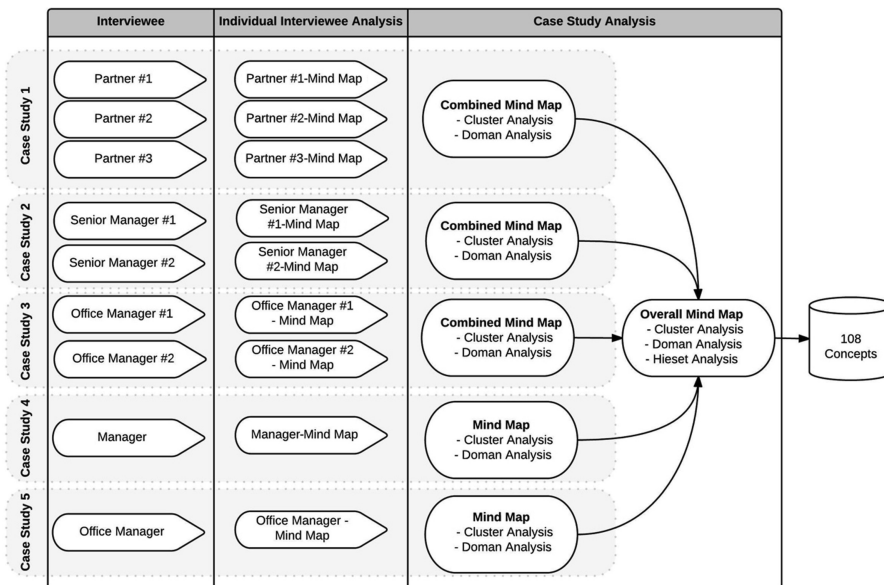 Interviewee
Individual Interviewee Analysis
Case Study Analysis
Case Study 1
Partner #1
Partner #2
Partner #3
Partner #1-Mind Map
Partner #2-Mind Map
Partner #3-Mind Map
Combined Mind Map
- Cluster Analysis
- Doman Analysis
Case Study 2
Senior Manager #1
Senior Manager #2
Senior Manager
#1-Mind Map
Senior Manager
#2-Mind Map
Combined Mind Map
- Cluster Analysis
- Doman Analysis
Case Study 3
Office Manager #1
Office Manager #2
Office Manager #1
- Mind Map
Office Manager #2
- Mind Map
Combined Mind Map
- Cluster Analysis
- Doman Analysis
Case Study 4
Manager
Manager-Mind Map
Mind Map
- Cluster Analysis
- Doman Analysis
Case Study 5
Office Manager
Office Manager -
Mind Map
Mind Map
- Cluster Analysis
- Doman Analysis
Overall Mind Map
- Cluster Analysis
- Doman Analysis
- Hieset Analysis
108
Concepts